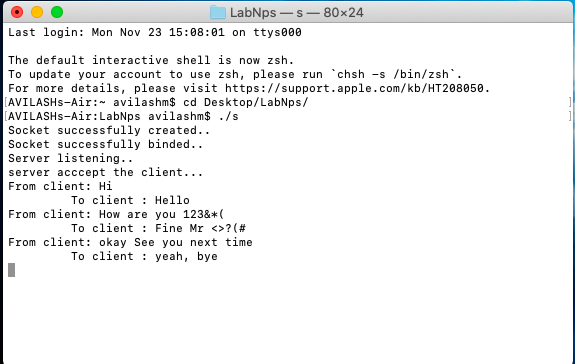 LabNps — s — 80×24
Last login: Mon Nov 23 15:08:01 on ttys000
The default interactive shell is now zsh.
To update your account to use zsh, please run `chsh -s /bin/zsh`.
For more details, please visit https://support.apple.com/kb/HT208050.
[AVILASHs-Air:~ avilashm$ cd Desktop/LabNps/ ]
[AVILASHs-Air:LabNps avilashm$ ./s ]
Socket successfully created..
Socket successfully binded..
Server listening..
server acccept the client...
From client: Hi
To client : Hello
From client: How are you 123&*(
To client : Fine Mr <>?(#
From client: okay See you next time
To client : yeah, bye